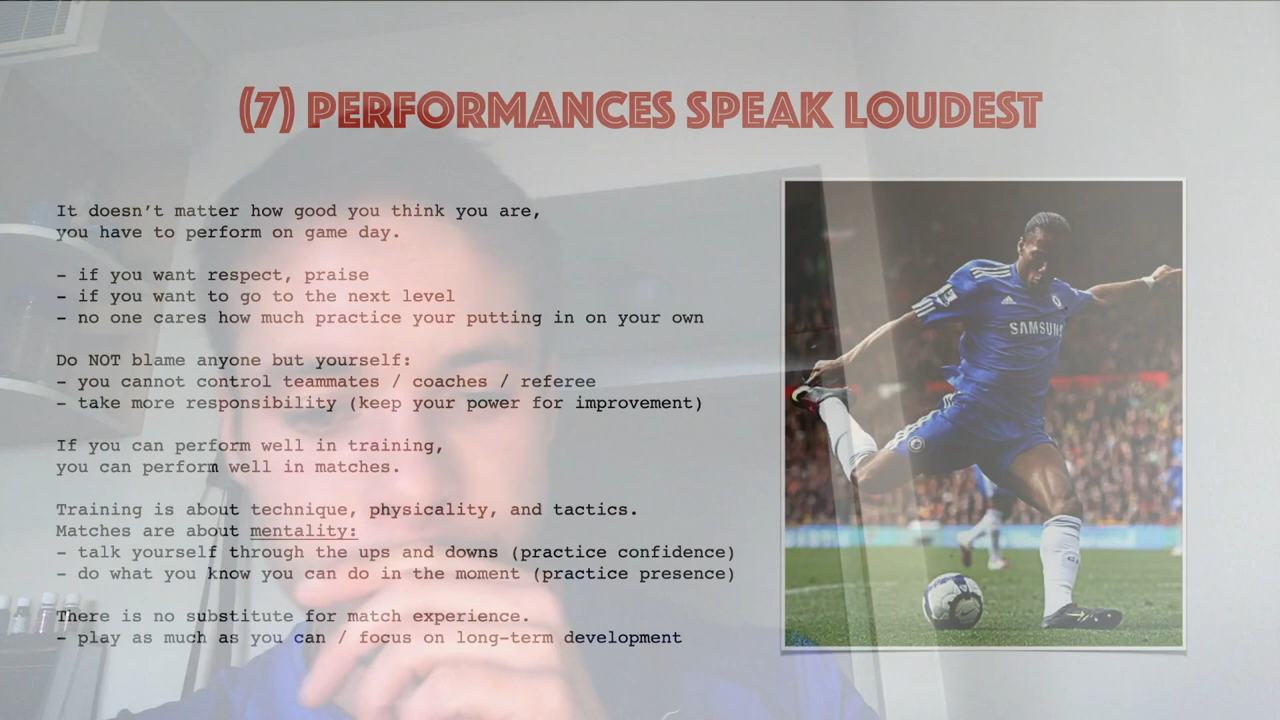 (7) PERFORMANCES SPEAK LOUDEST
It doesn’t matter how good you think you are,
you have to perform on game day.
- if you want respect, praise
- if you want to go to the next level
- no one cares how much practice your putting in on your own
Do NOT blame anyone but yourself:
- you cannot control teammates / coaches / referee
- take more responsibility (keep your power for improvement)
If you can perform well in training,
you can perform well in matches.
Training is about technique, physicality, and tactics.
Matches are about mentality:
- talk yourself through the ups and downs (practice confidence)
- do what you know you can do in the moment (practice presence)
There is no substitute for match experience.
- play as much as you can / focus on long-term development
SAMSUNG